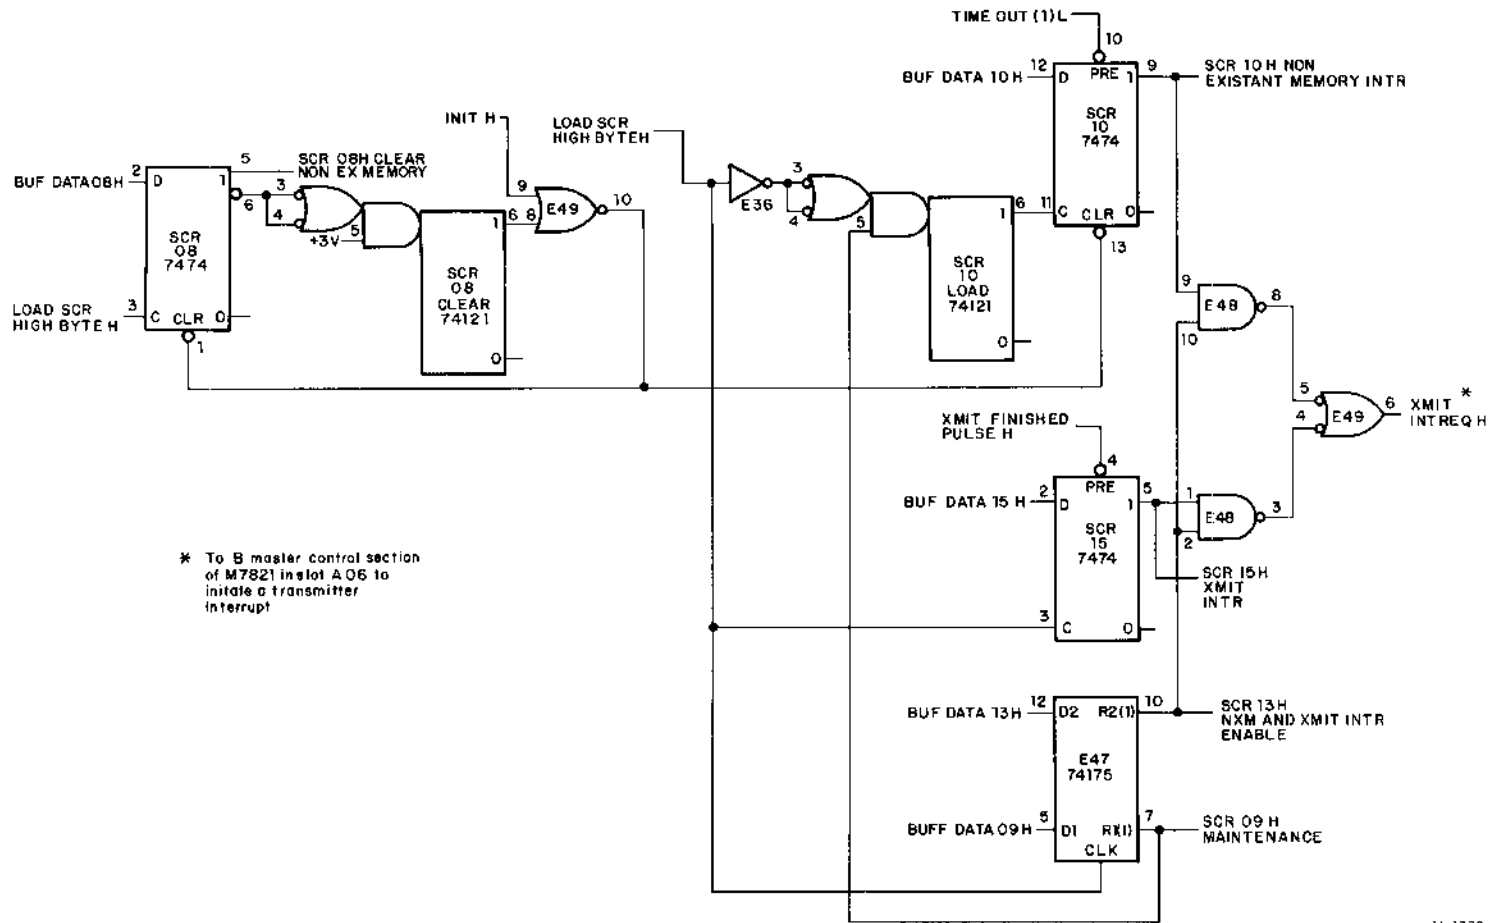 TIME OUT (1) L
10
BUF DATA 10 H
12
D
PRE
1
9
SCR 10 H NON
EXISTANT MEMORY INTR
SCR
10
7474
INIT H
LOAD SCR
HIGH BYTE H
BUF DATA 08 H
2
D
1
5
SCR 08H CLEAR
NON EX MEMORY
6
3
4
+3V
5
9
8
E49
10
E36
3
4
5
1
6
11
C
CLR
0
13
SCR
08
7474
1
6
SCR
08
CLEAR
74121
0
SCR
10
LOAD
74121
0
LOAD SCR
HIGH BYTE H
3
C
CLR
0
1
9
10
E48
8
5
4
E49
6
XMIT *
INTREQ H
XMIT FINISHED
PULSE H
4
BUF DATA 15 H
2
D
PRE
1
5
SCR
15
7474
1
2
E48
3
SCR 15 H
XMIT
INTR
3
C
0
* To B master control section
of M7821 in slot A06 to
initate a transmitter
interrupt
BUF DATA 13 H
12
D2
R2(1)
10
SCR 13H
NXM AND XMIT INTR
ENABLE
E47
74175
BUFF DATA 09 H
5
D1
R1(1)
7
SCR 09 H
MAINTENANCE
CLK